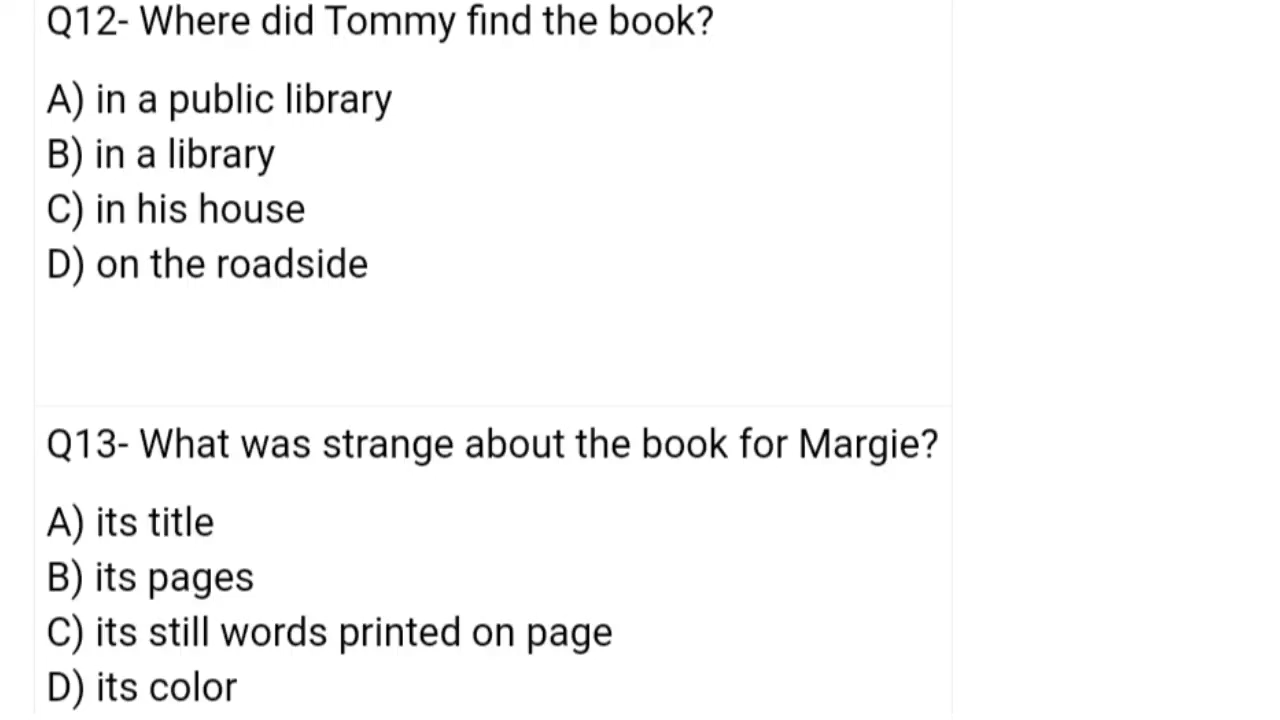 Q12- Where did Tommy find the book?
A) in a public library
B) in a library
C) in his house
D) on the roadside
Q13- What was strange about the book for Margie?
A) its title
B) its pages
C) its still words printed on page
D) its color